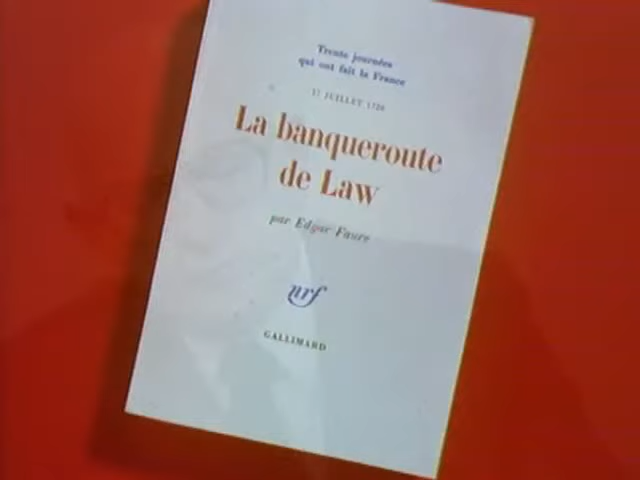 Trente journées
qui ont fait la France
17 JUILLET 1720
La banqueroute
de Law
par Edgar Faure
nrf
GALLIMARD